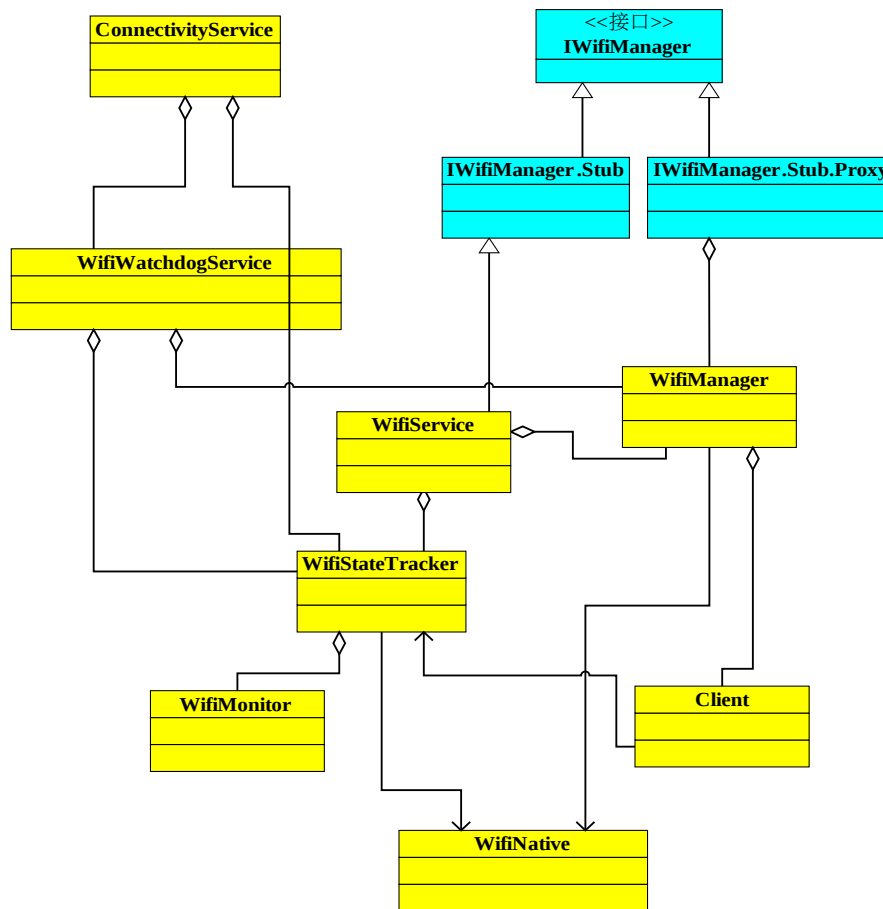 ConnectivityService
<<接口>>
IWifiManager
IWifiManager.Stub
IWifiManager.Stub.Proxy
WifiWatchdogService
WifiManager
WifiService
WifiStateTracker
WifiMonitor
Client
WifiNative